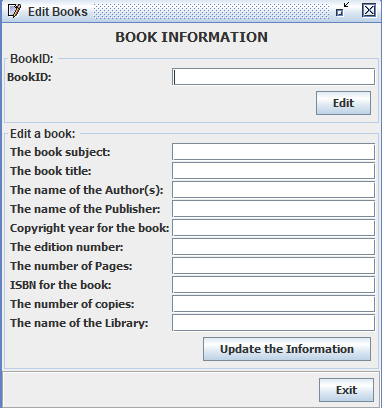 Edit Books
BOOK INFORMATION
BookID:
BookID:
Edit
Edit a book:
The book subject:
The book title:
The name of the Author(s):
The name of the Publisher:
Copyright year for the book:
The edition number:
The number of Pages:
ISBN for the book:
The number of copies:
The name of the Library:
Update the Information
Exit